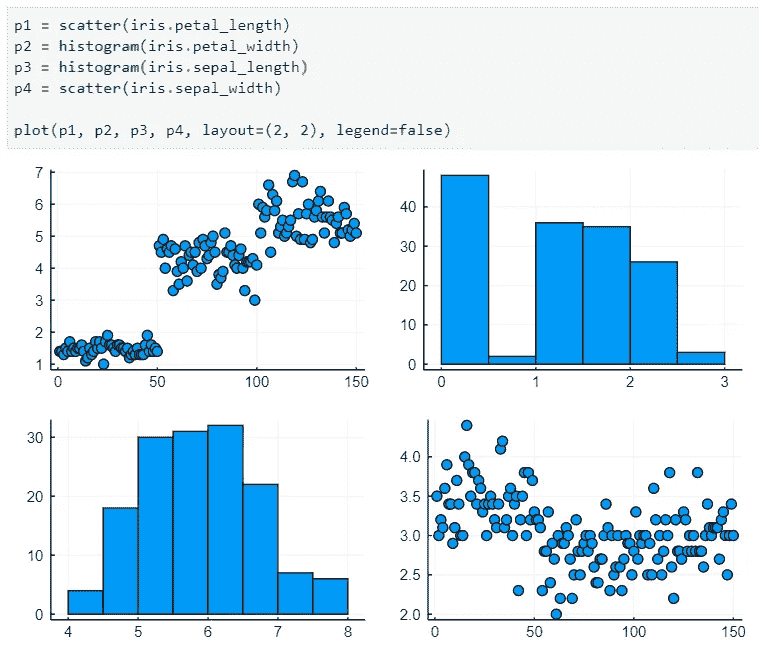 p1 = scatter(iris.petal_length)
p2 = histogram(iris.petal_width)
p3 = histogram(iris.sepal_length)
p4 = scatter(iris.sepal_width)
plot(p1, p2, p3, p4, layout=(2, 2), legend=false)
7
6
5
4
3
2
1
0 50 100 150
40
30
20
10
0
0 1 2 3
30
20
10
0
4 5 6 7 8
4.0
3.5
3.0
2.5
2.0
0 50 100 150